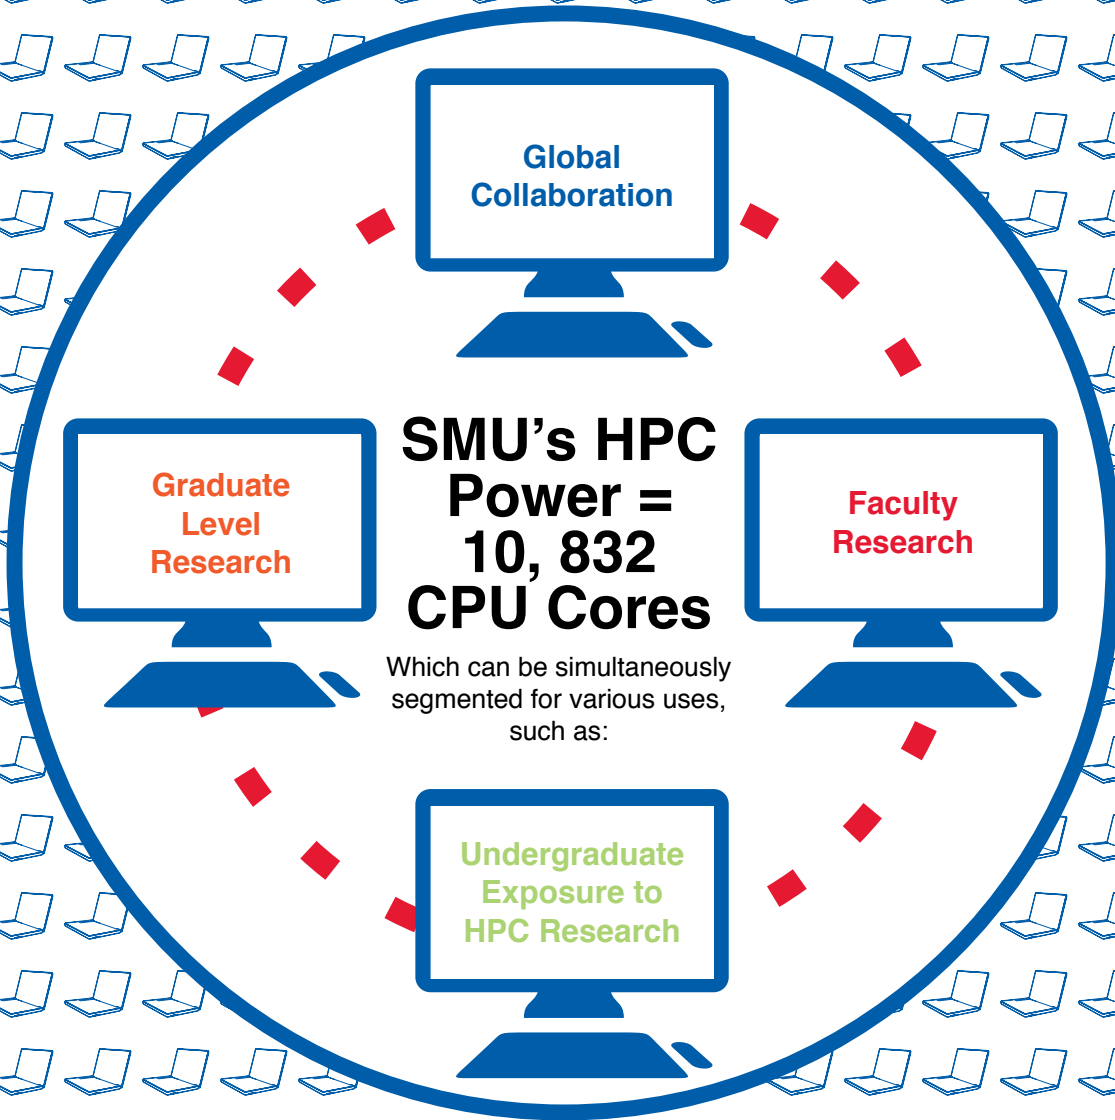 Global
Collaboration
SMU’s HPC
Power =
10, 832
CPU Cores
Which can be simultaneously
segmented for various uses,
such as:
Graduate
Level
Research
Faculty
Research
Undergraduate
Exposure to
HPC Research